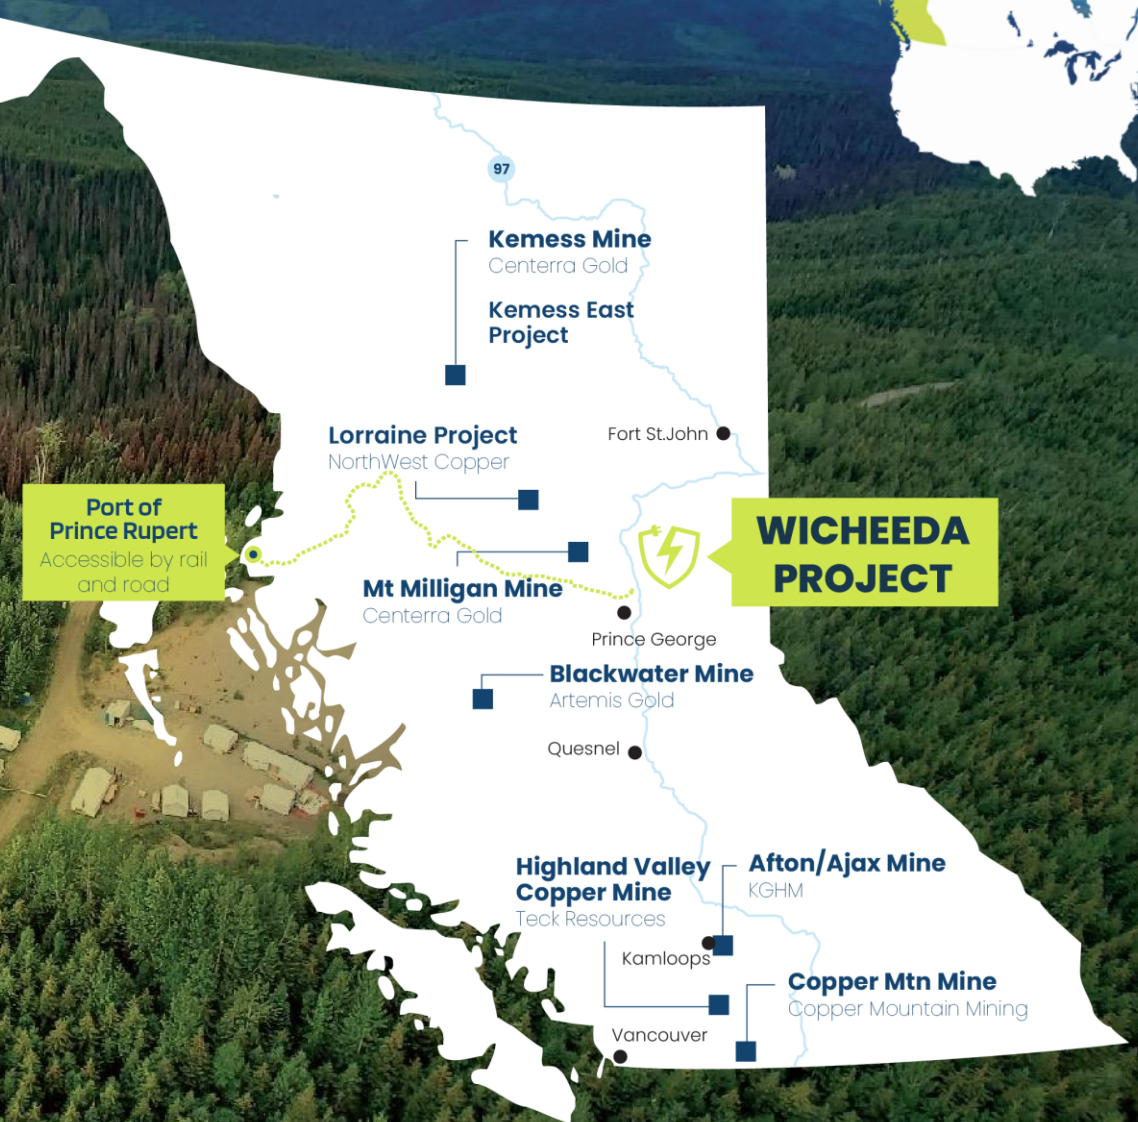 97
Kemess Mine
Centerra Gold
Kemess East
Project
Lorraine Project
NorthWest Copper
Fort St.John
Port of
Prince Rupert
Accessible by rail
and road
WICHEEDA
PROJECT
Mt Milligan Mine
Centerra Gold
Prince George
Blackwater Mine
Artemis Gold
Quesnel
Highland Valley
Copper Mine
Teck Resources
Afton/Ajax Mine
KGHM
Kamloops
Copper Mtn Mine
Copper Mountain Mining
Vancouver